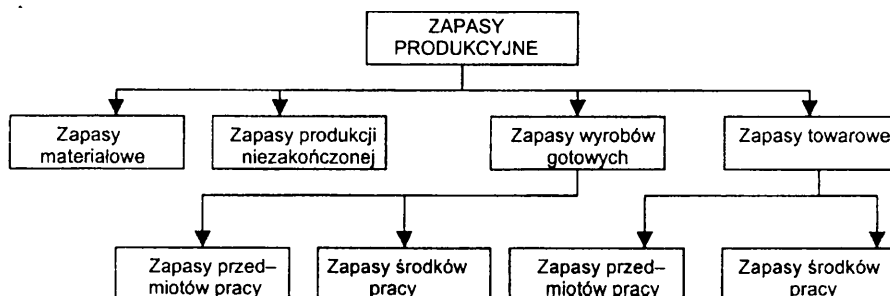 ZAPASY
PRODUKCYJNE
Zapasy
materiałowe
Zapasy produkcji
niezakończonej
Zapasy wyrobów
gotowych
Zapasy towarowe
Zapasy przed–
miotów pracy
Zapasy środków
pracy
Zapasy przed–
miotów pracy
Zapasy środków
pracy